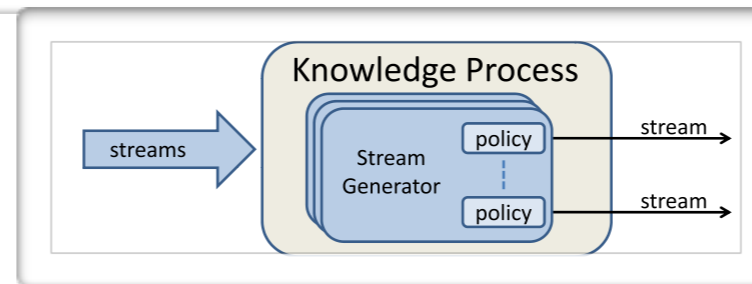 Knowledge Process
streams
Stream
Generator
policy
stream
policy
stream